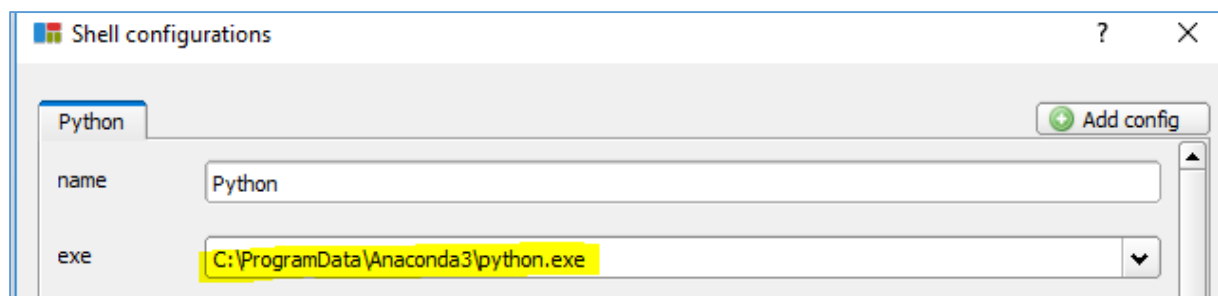 Shell configurations ?
Python Add config
name Python
exe C:\ProgramData\Anaconda3\python.exe